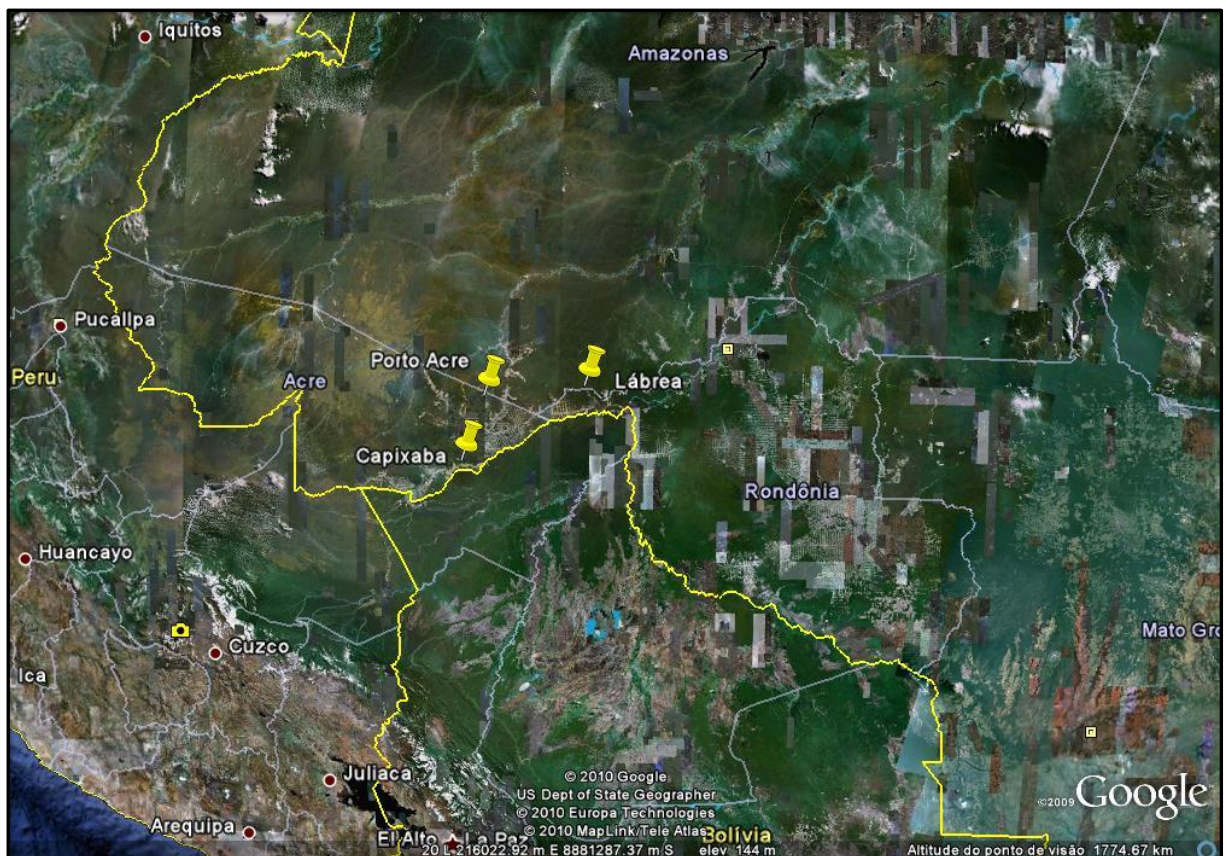 Iquitos
Amazonas
Pucallpa
Peru
Acre
Porto Acre
Lábrea
Capixaba
Rondônia
Huancayo
Cuzco
Mato Gro
Ica
Juliaca
Arequipa
El Alto
La Paz
Bolívia
© 2010 Google
US Dept of State Geographer
© 2010 Europa Technologies
© 2010 MapLink/Tele Atlas
©2009 Google
20 L 216022.92 m E 8881287.37 m S elev 144 m
Altitude do ponto de visão 1774.67 km